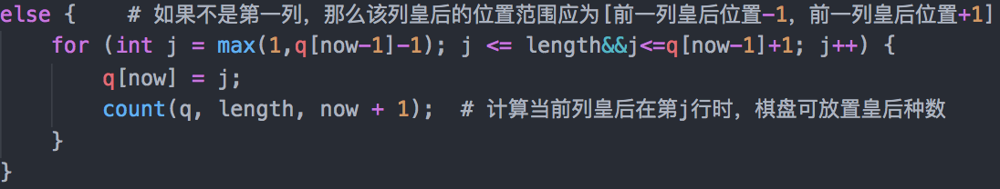 else {    # 如果不是第一列，那么该列皇后的位置范围应为[前一列皇后位置-1，前一列皇后位置+1]
    for (int j = max(1,q[now-1]-1); j <= length&&j<=q[now-1]+1; j++) {
        q[now] = j;
        count(q, length, now + 1);  # 计算当前列皇后在第j行时，棋盘可放置皇后种数
    }
}